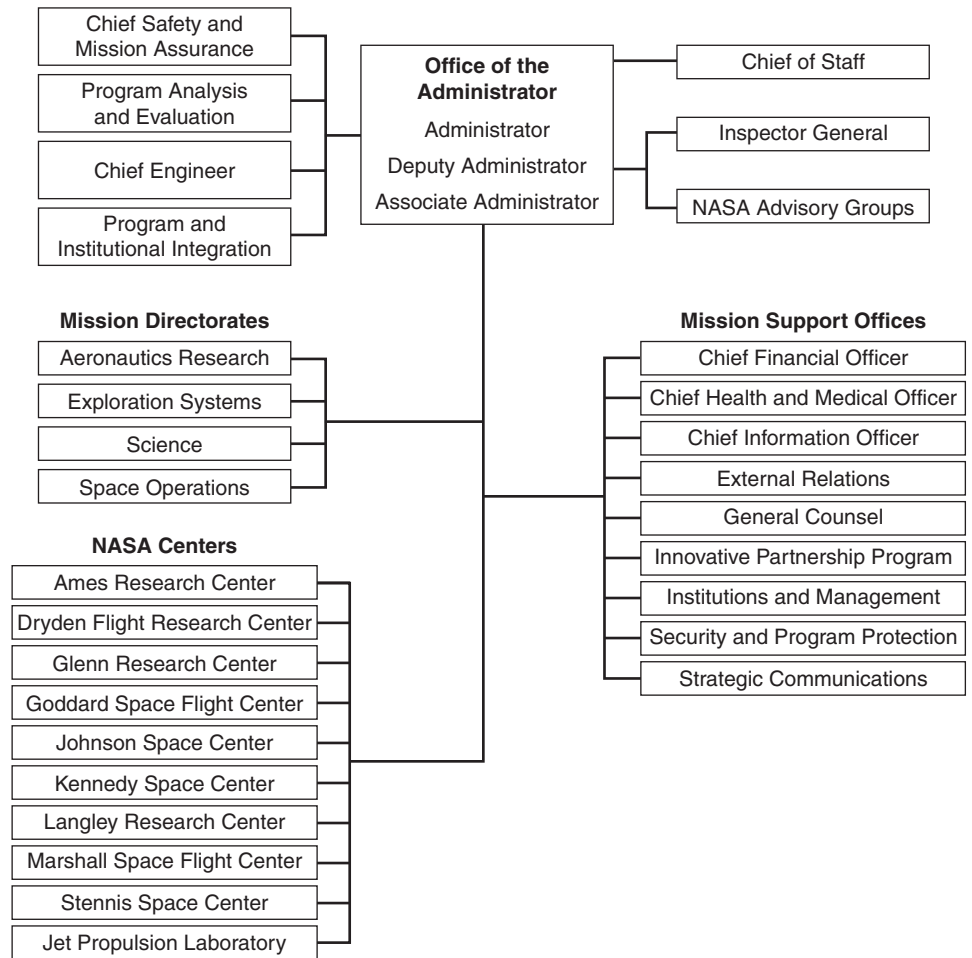 Chief Safety and
Mission Assurance
Program Analysis
and Evaluation
Chief Engineer
Program and
Institutional Integration
Office of the
Administrator
Administrator
Deputy Administrator
Associate Administrator
Chief of Staff
Inspector General
NASA Advisory Groups
Mission Directorates
Aeronautics Research
Exploration Systems
Science
Space Operations
NASA Centers
Ames Research Center
Dryden Flight Research Center
Glenn Research Center
Goddard Space Flight Center
Johnson Space Center
Kennedy Space Center
Langley Research Center
Marshall Space Flight Center
Stennis Space Center
Jet Propulsion Laboratory
Mission Support Offices
Chief Financial Officer
Chief Health and Medical Officer
Chief Information Officer
External Relations
General Counsel
Innovative Partnership Program
Institutions and Management
Security and Program Protection
Strategic Communications